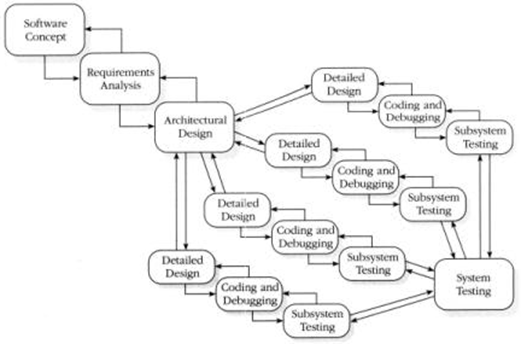 Software
Concept
Requirements
Analysis
Architectural
Design
Detailed
Design
Coding and
Debugging
Subsystem
Testing
Detailed
Design
Coding and
Debugging
Subsystem
Testing
Detailed
Design
Coding and
Debugging
Subsystem
Testing
Detailed
Design
Coding and
Debugging
Subsystem
Testing
System
Testing